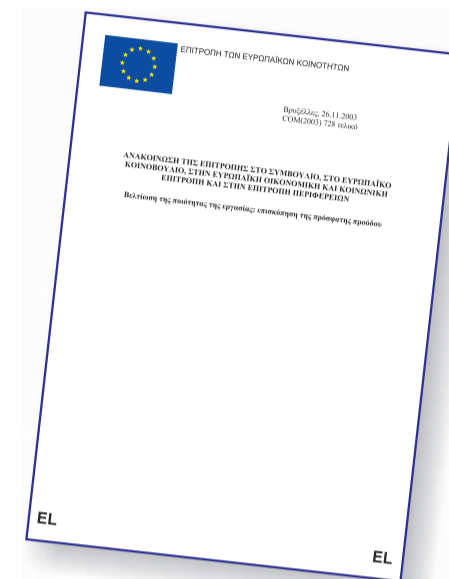 ΕΠΙΤΡΟΠΗ ΤΩΝ ΕΥΡΩΠΑΪΚΩΝ ΚΟΙΝΟΤΗΤΩΝ
Βρυξέλλες, 26.11.2003
COM(2003) 728 τελικό
ΑΝΑΚΟΙΝΩΣΗ ΤΗΣ ΕΠΙΤΡΟΠΗΣ ΣΤΟ ΣΥΜΒΟΥΛΙΟ, ΣΤΟ ΕΥΡΩΠΑΪΚΟ
ΚΟΙΝΟΒΟΥΛΙΟ, ΣΤΗΝ ΕΥΡΩΠΑΪΚΗ ΟΙΚΟΝΟΜΙΚΗ ΚΑΙ ΚΟΙΝΩΝΙΚΗ
ΕΠΙΤΡΟΠΗ ΚΑΙ ΣΤΗΝ ΕΠΙΤΡΟΠΗ ΠΕΡΙΦΕΡΕΙΩΝ
Βελτίωση της ποιότητας της εργασίας: επισκόπηση της πρόσφατης προόδου
EL
EL